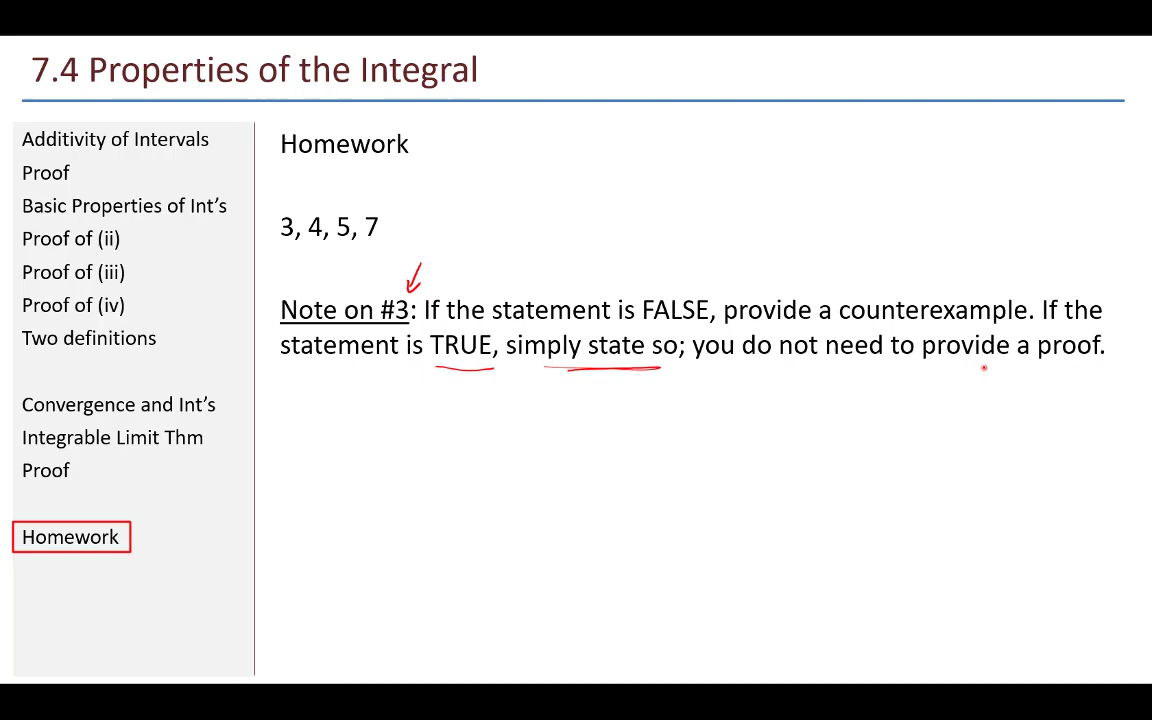 7.4 Properties of the Integral
Additivity of Intervals
Proof
Basic Properties of Int's
Proof of (ii)
Proof of (iii)
Proof of (iv)
Two definitions
Convergence and Int's
Integrable Limit Thm
Proof
Homework
Homework
3, 4, 5, 7
Note on #3: If the statement is FALSE, provide a counterexample. If the
statement is TRUE, simply state so; you do not need to provide a proof.